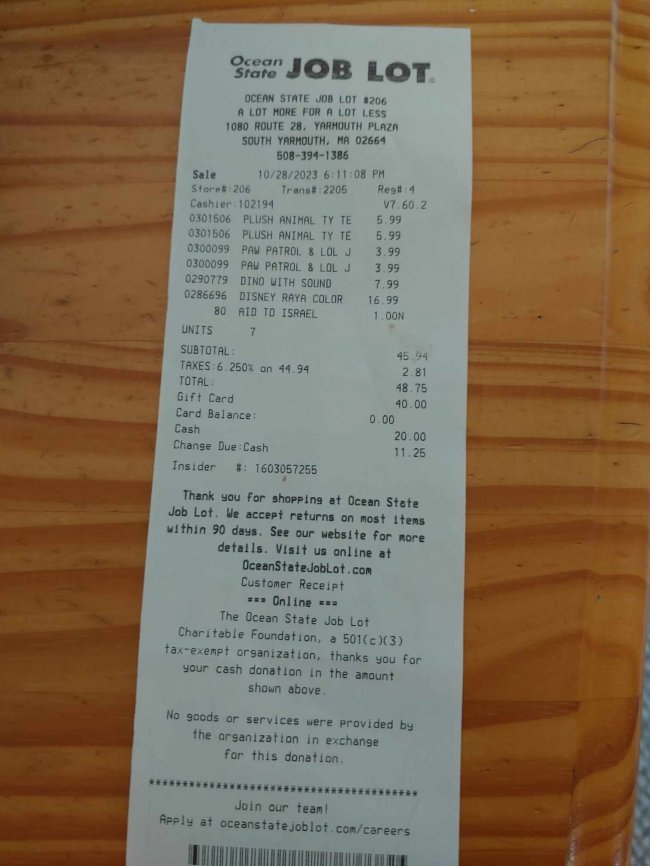 Ocean State JOB LOT®
OCEAN STATE JOB LOT #206
A LOT MORE FOR A LOT LESS
1080 ROUTE 28, YARMOUTH PLAZA
SOUTH YARMOUTH, MA 02664
508-394-1386
Sale 10/28/2023 6:11:08 PM
Store#:206 Trans#:2205 Reg#:4
Cashier:102194 V7.60.2
0301506 PLUSH ANIMAL TY TE 5.99
0301506 PLUSH ANIMAL TY TE 5.99
0300099 PAW PATROL & LOL J 3.99
0300099 PAW PATROL & LOL J 3.99
0290779 DINO WITH SOUND 7.99
0286696 DISNEY RAYA COLOR 16.99
80 AID TO ISRAEL 1.00N
UNITS 7
SUBTOTAL: 45.94
TAXES:6.250% on 44.94 2.81
TOTAL: 48.75
Gift Card 40.00
Card Balance: 0.00
Cash 20.00
Change Due:Cash 11.25
Insider #: 1603057255
Thank you for shopping at Ocean State
Job Lot. We accept returns on most items
within 90 days. See our website for more
details. Visit us online at
OceanStateJobLot.com
Customer Receipt
=== Online ===
The Ocean State Job Lot
Charitable Foundation, a 501(c)(3)
tax-exempt organization, thanks you for
your cash donation in the amount
shown above.
No goods or services were provided by
the organization in exchange
for this donation.
****************************************
Join our team!
Apply at oceanstatejoblot.com/careers